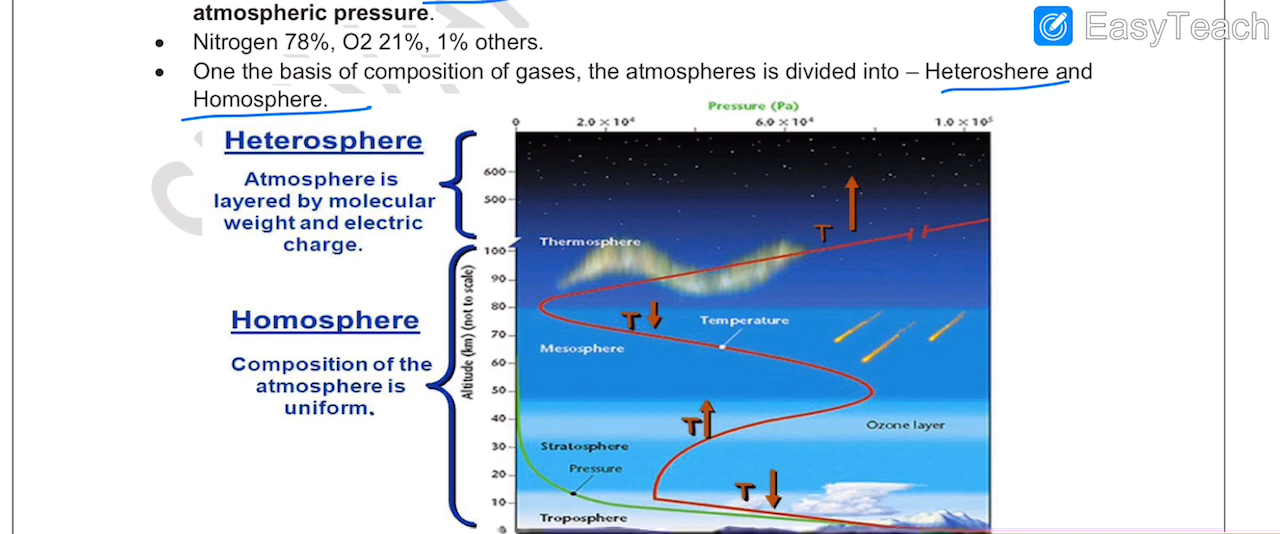 atmospheric pressure.
EasyTeach
• Nitrogen 78%, O2 21%, 1% others.
• One the basis of composition of gases, the atmospheres is divided into – Heteroshere and
Homosphere.
Pressure (Pa)
0 2.0 × 10⁴ 6.0 × 10⁴ 1.0 × 10⁵
Heterosphere
Atmosphere is
layered by molecular
weight and electric
charge.
600
500
T
Thermosphere
100
90
80
Homosphere
T
Temperature
70
Mesosphere
Composition of the
atmosphere is
uniform.
60
Altitude (km) (not to scale)
50
40
T
Ozone layer
30
Stratosphere
Pressure
20
T
10
Troposphere
0